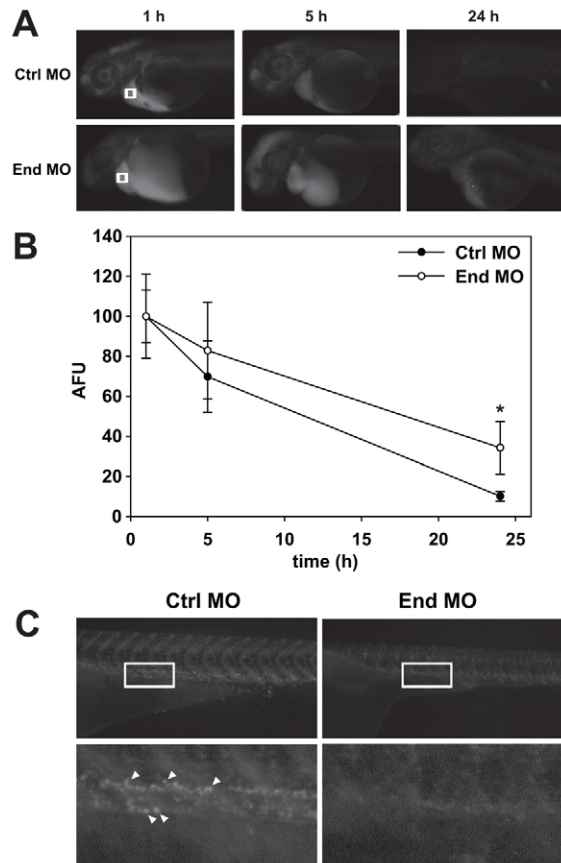 A
1 h 5 h 24 h
Ctrl MO
End MO
B
140
120
100
80
60
40
20
0
AFU
Ctrl MO
End MO
*
0 5 10 15 20 25
time (h)
Ctrl MO End MO
C